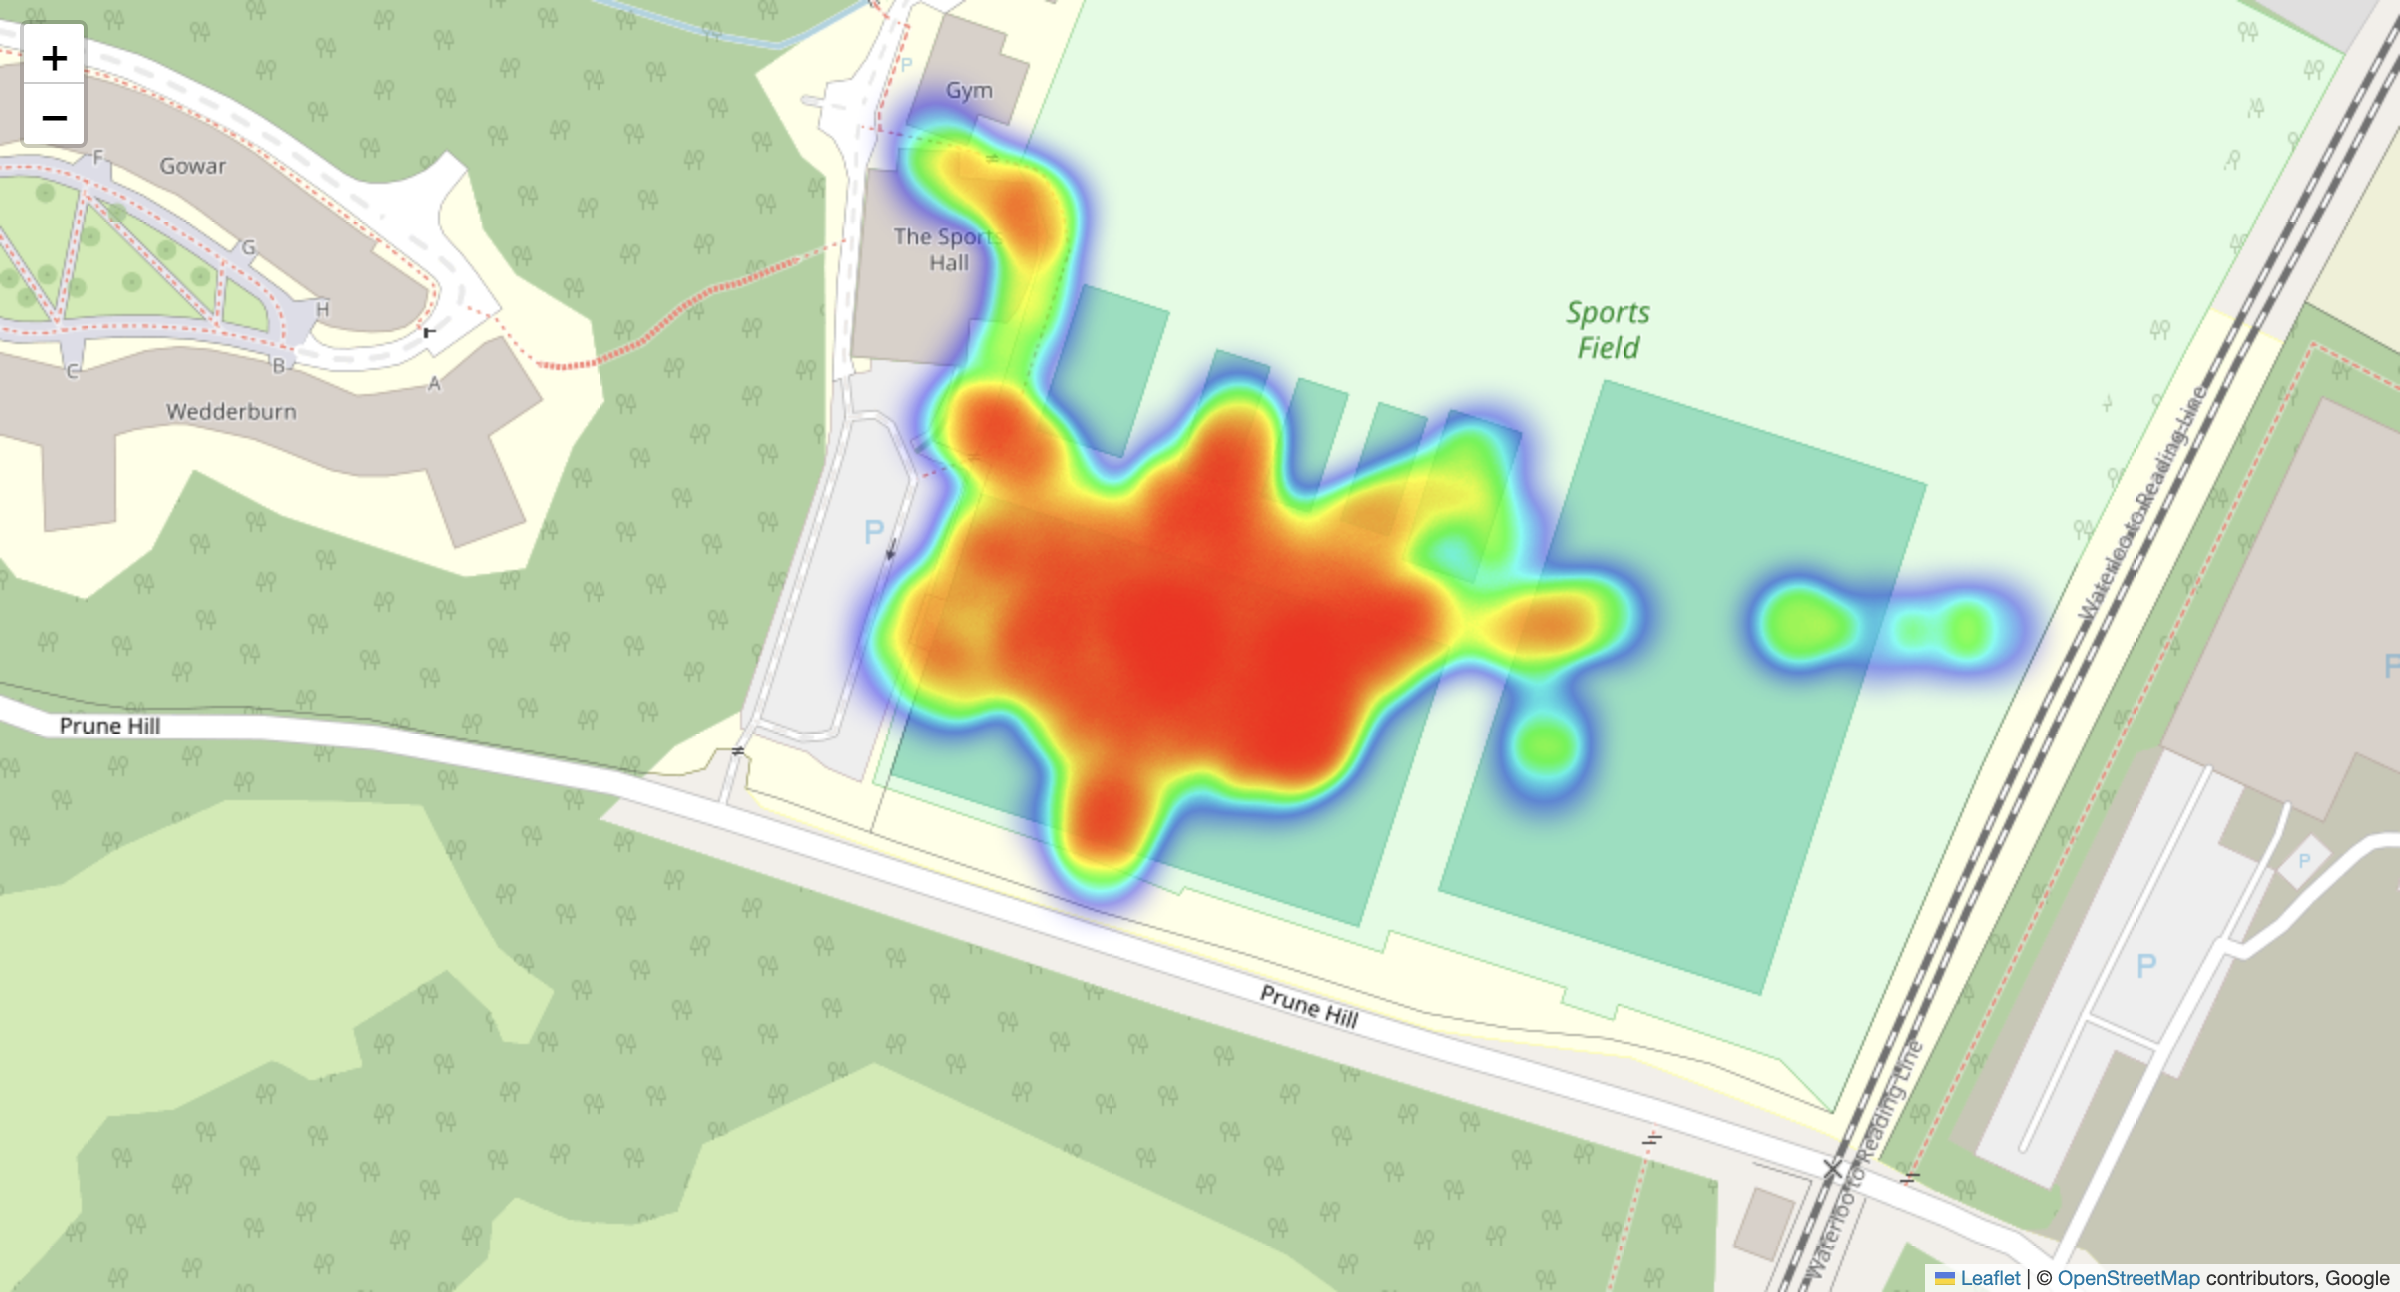 +
−
P
Gym
F
Gowar
G
The Sports
Hall
H
Sports
Field
C
B
A
Wedderburn
P
Waterloo to Reading Line
P
Prune Hill
P
P
Prune Hill
Waterloo to Reading Line
Leaflet | © OpenStreetMap contributors, Google